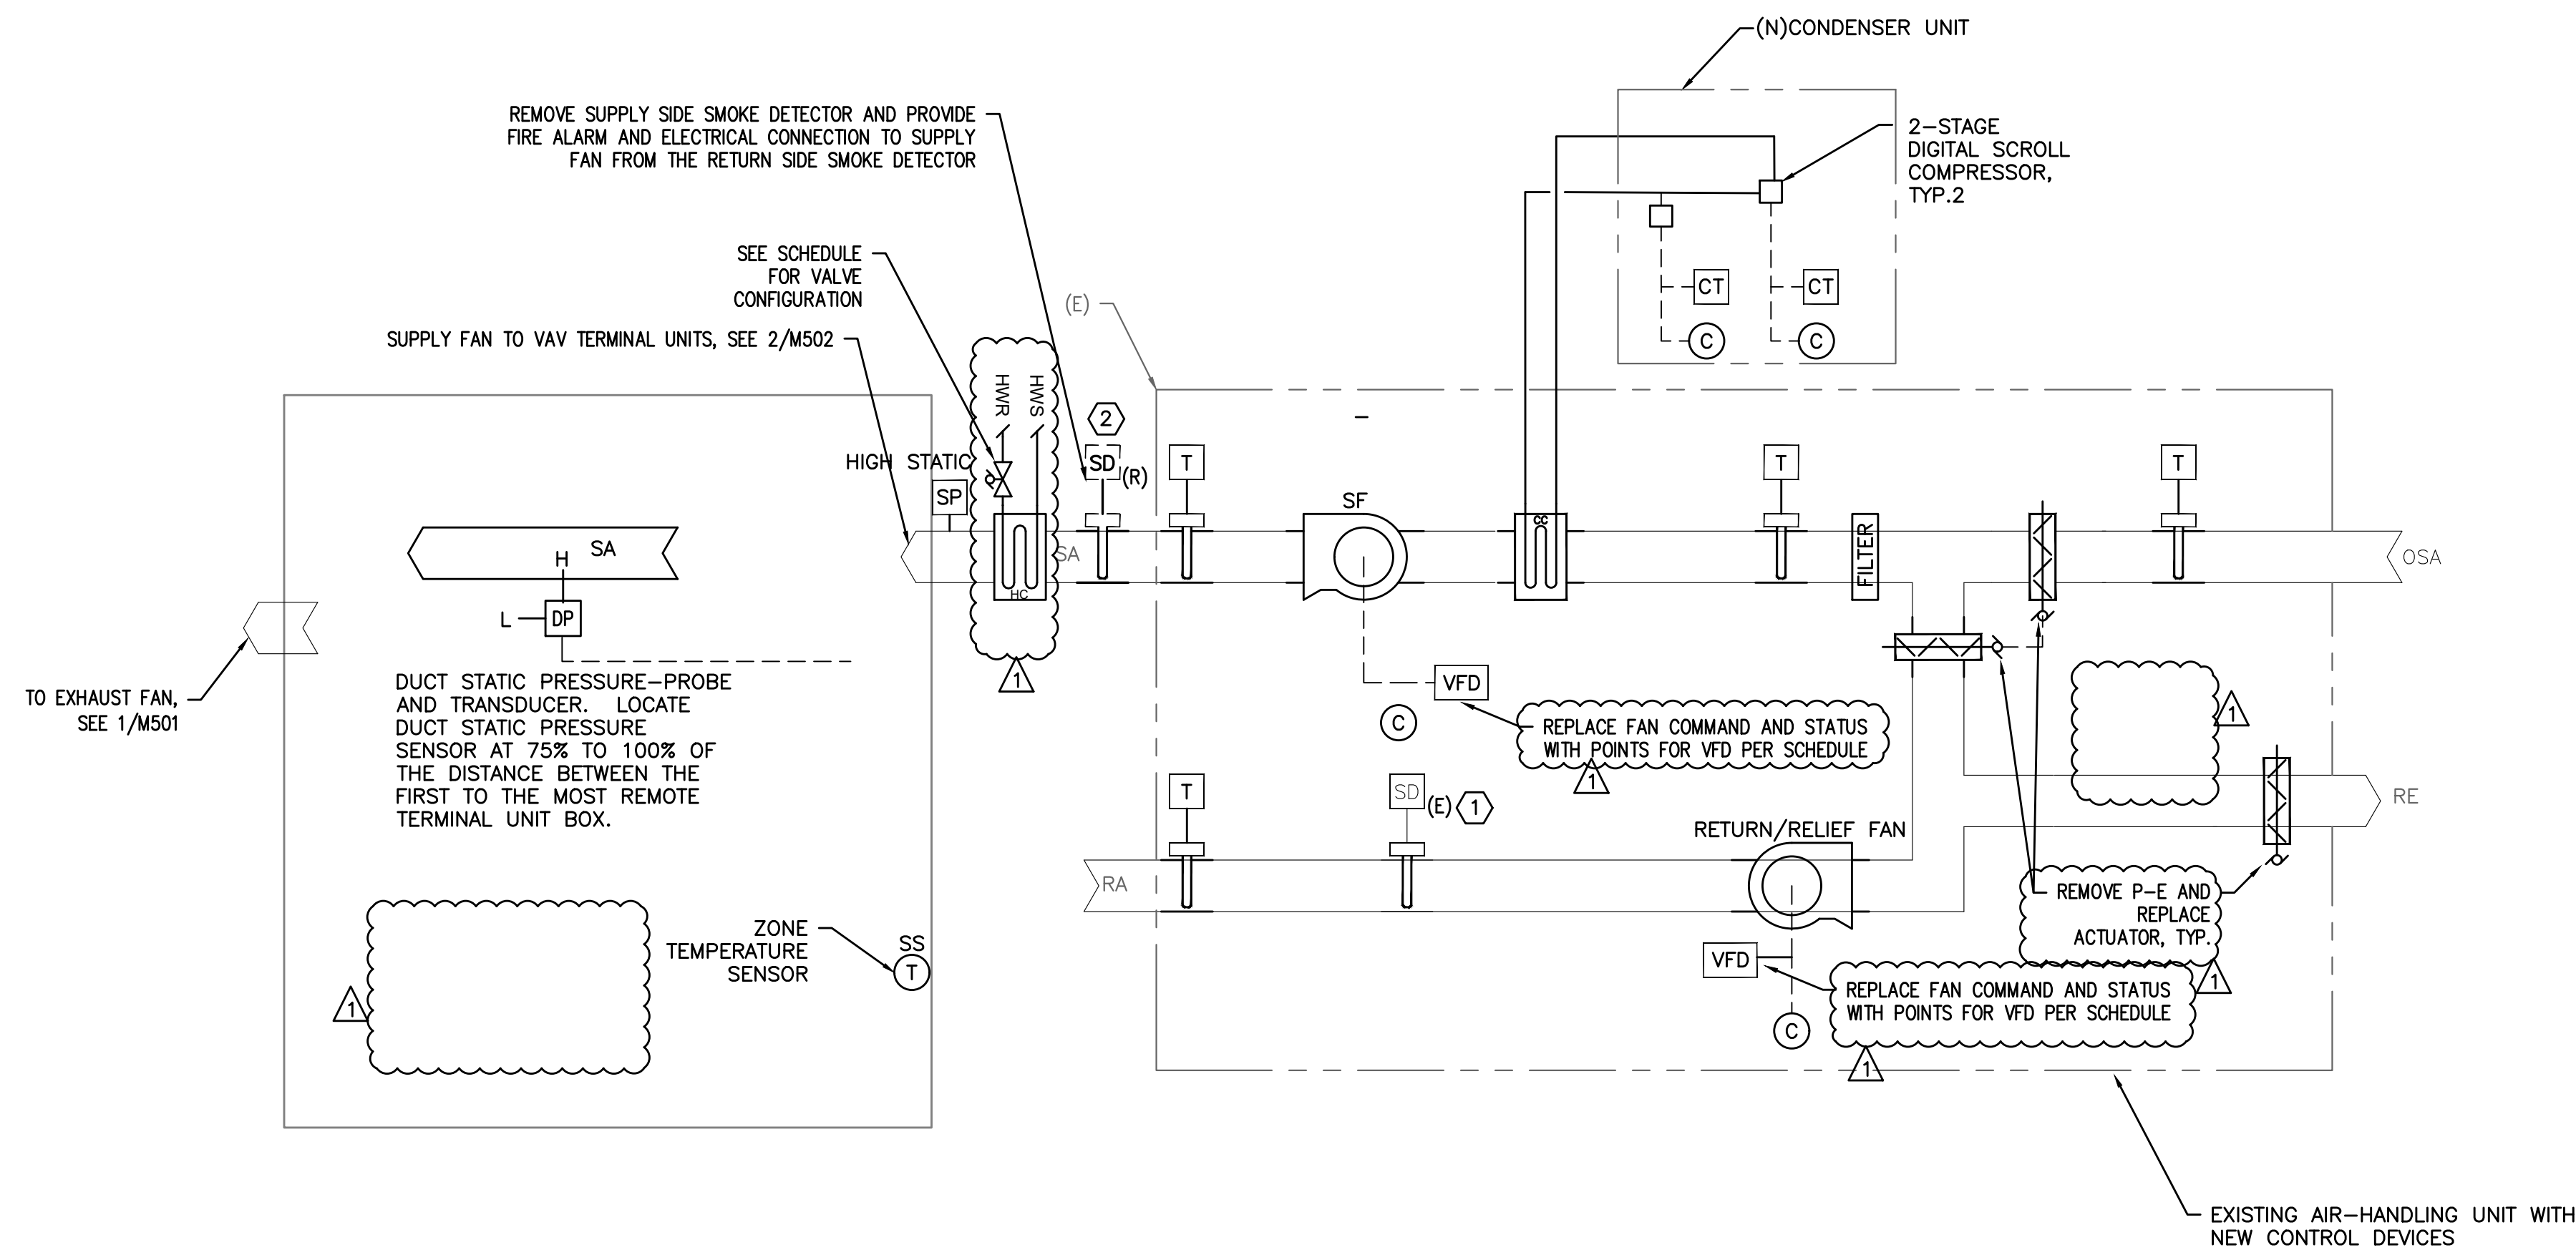 (N)CONDENSER UNIT
REMOVE SUPPLY SIDE SMOKE DETECTOR AND PROVIDE
FIRE ALARM AND ELECTRICAL CONNECTION TO SUPPLY
FAN FROM THE RETURN SIDE SMOKE DETECTOR
2-STAGE
DIGITAL SCROLL
COMPRESSOR,
TYP.2
SEE SCHEDULE
FOR VALVE
CONFIGURATION
SUPPLY FAN TO VAV TERMINAL UNITS, SEE 2/M502
(E)
CT
CT
C
C
HWR
HWS
2
HIGH STATIC
SP
SD
(R)
T
SF
T
T
CC
FILTER
HC
SA
OSA
H
SA
L
DP
TO EXHAUST FAN,
SEE 1/M501
DUCT STATIC PRESSURE-PROBE
AND TRANSDUCER. LOCATE
DUCT STATIC PRESSURE
SENSOR AT 75% TO 100% OF
THE DISTANCE BETWEEN THE
FIRST TO THE MOST REMOTE
TERMINAL UNIT BOX.
1
VFD
C
REPLACE FAN COMMAND AND STATUS
WITH POINTS FOR VFD PER SCHEDULE
1
1
T
SD
(E)
1
RE
RETURN/RELIEF FAN
RA
REMOVE P-E AND
REPLACE
ACTUATOR, TYP.
1
ZONE
TEMPERATURE
SENSOR
SS
T
1
VFD
REPLACE FAN COMMAND AND STATUS
WITH POINTS FOR VFD PER SCHEDULE
C
1
EXISTING AIR-HANDLING UNIT WITH
NEW CONTROL DEVICES